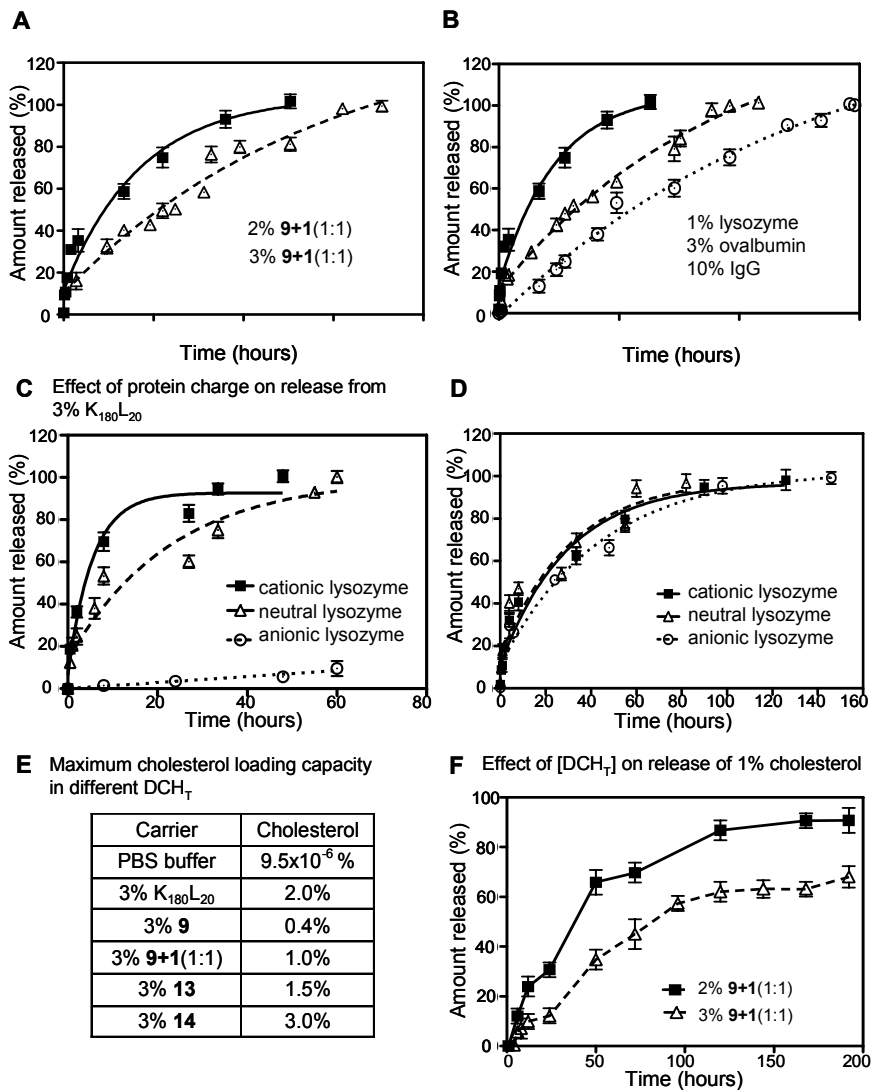 A
Amount released (%)
120
100
80
60
40
20
0
2% 9+1(1:1)
3% 9+1(1:1)
Time (hours)
B
Amount released (%)
120
100
80
60
40
20
0
1% lysozyme
3% ovalbumin
10% IgG
Time (hours)
C Effect of protein charge on release from
3% K₁₈₀L₂₀
Amount released (%)
120
100
80
60
40
20
0
cationic lysozyme
neutral lysozyme
anionic lysozyme
0 20 40 60 80
Time (hours)
D
Amount released (%)
120
100
80
60
40
20
0
cationic lysozyme
neutral lysozyme
anionic lysozyme
0 20 40 60 80 100 120 140 160
Time (hours)
E Maximum cholesterol loading capacity
in different DCH_T
Carrier Cholesterol
PBS buffer 9.5x10⁻⁶ %
3% K₁₈₀L₂₀ 2.0%
3% 9 0.4%
3% 9+1(1:1) 1.0%
3% 13 1.5%
3% 14 3.0%
F Effect of [DCH_T] on release of 1% cholesterol
Amount released (%)
100
80
60
40
20
0
2% 9+1(1:1)
3% 9+1(1:1)
0 50 100 150 200
Time (hours)